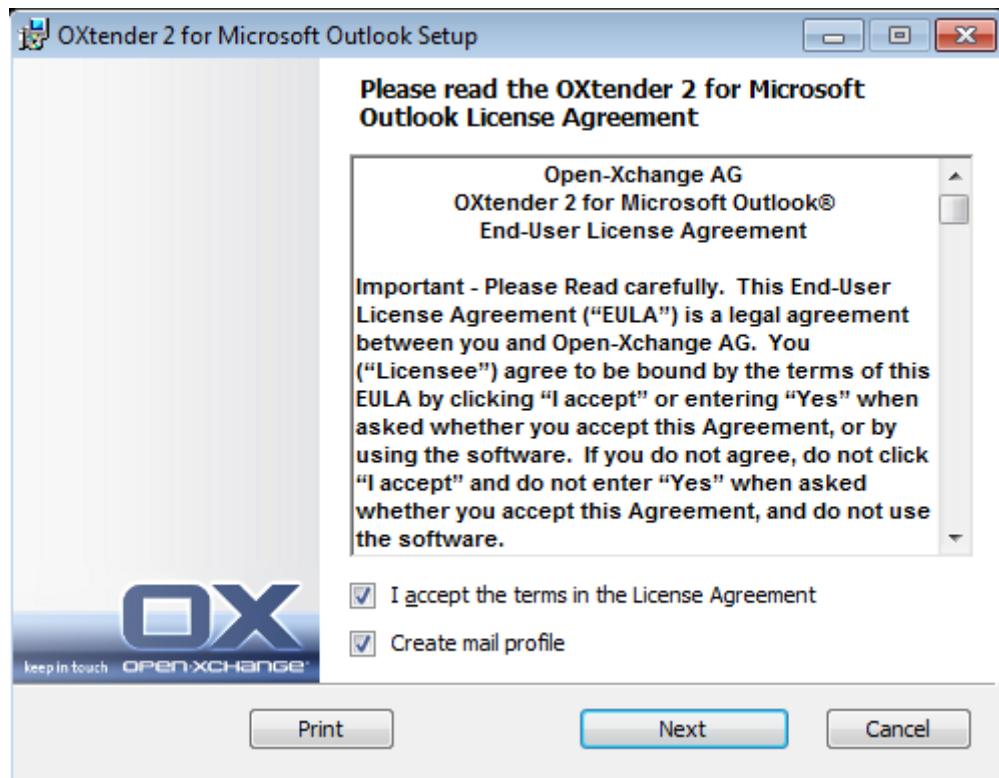 OXtender 2 for Microsoft Outlook Setup
Please read the OXtender 2 for Microsoft
Outlook License Agreement
Open-Xchange AG
OXtender 2 for Microsoft Outlook®
End-User License Agreement
Important - Please Read carefully.  This End-User
License Agreement (“EULA”) is a legal agreement
between you and Open-Xchange AG.  You
(“Licensee”) agree to be bound by the terms of this
EULA by clicking “I accept” or entering “Yes” when
asked whether you accept this Agreement, or by
using the software.  If you do not agree, do not click
“I accept” and do not enter “Yes” when asked
whether you accept this Agreement, and do not use
the software.
I accept the terms in the License Agreement
Create mail profile
OX
keep in touch OPEN-XCHANGE
Print
Next
Cancel